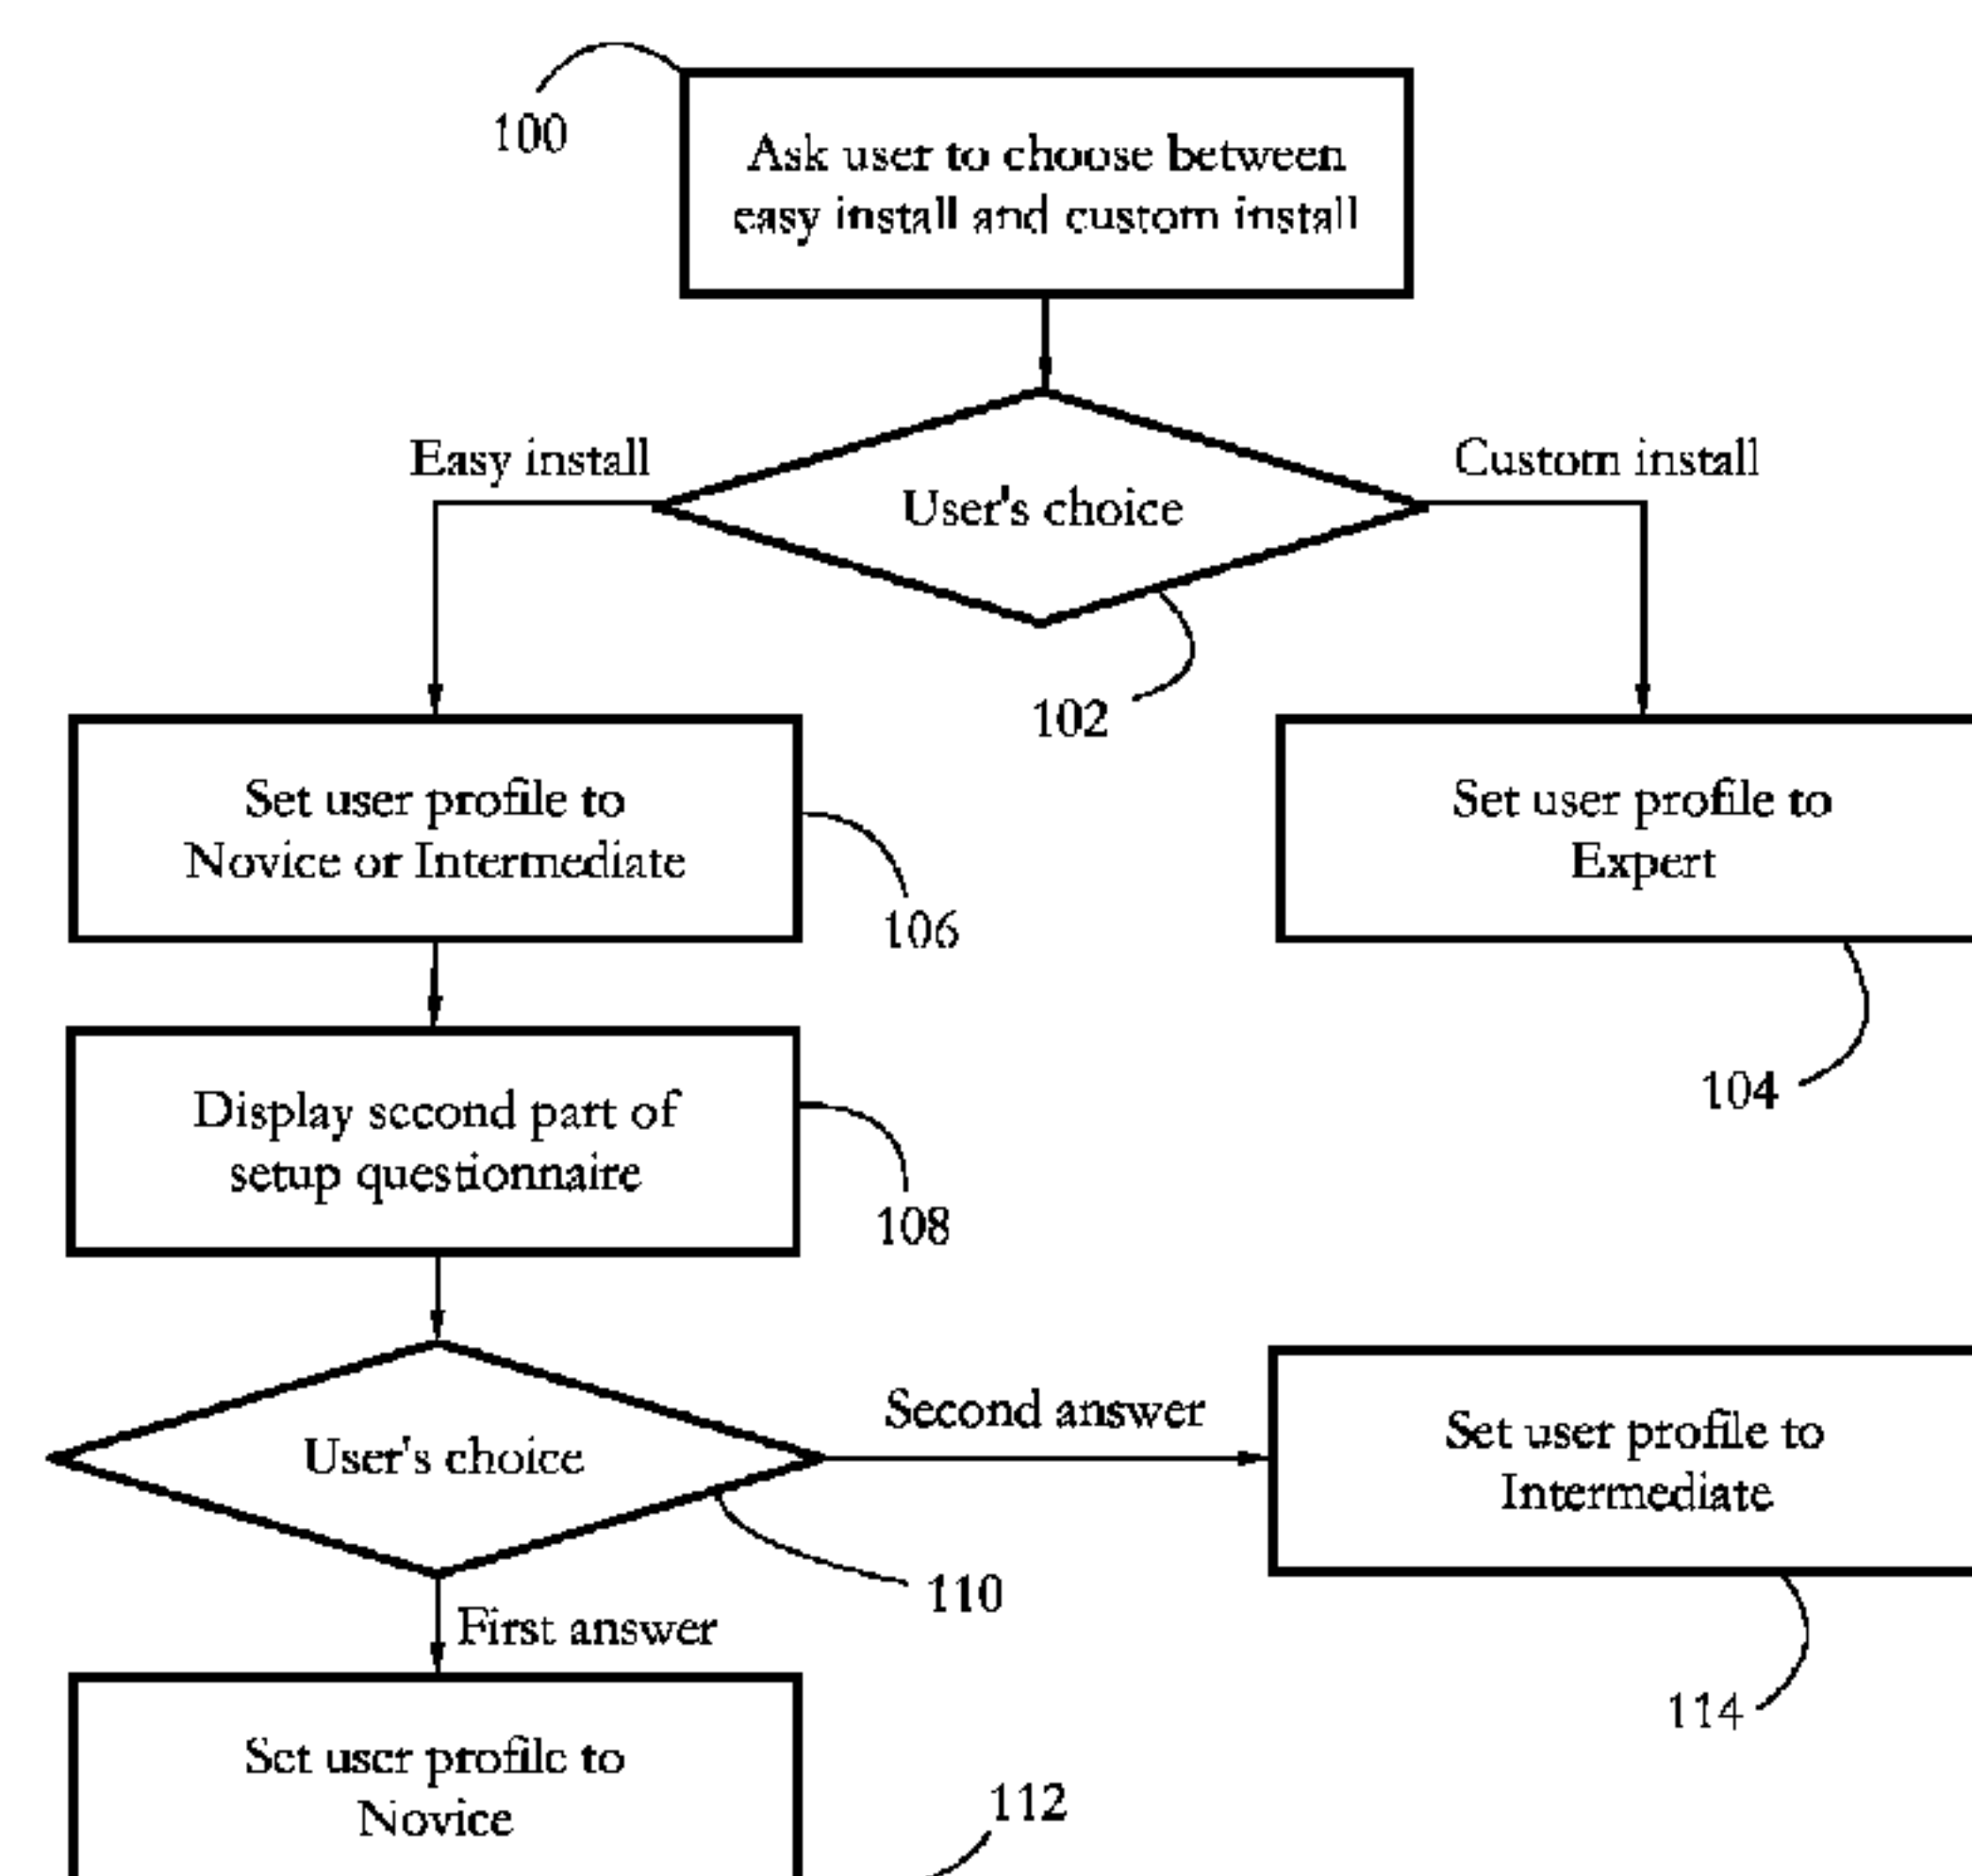 100
Ask user to choose between
easy install and custom install
Easy install
User's choice
Custom install
102
Set user profile to
Novice or Intermediate
106
Set user profile to
Expert
104
Display second part of
setup questionnaire
108
User's choice
Second answer
Set user profile to
Intermediate
110
First answer
114
Set user profile to
Novice
112